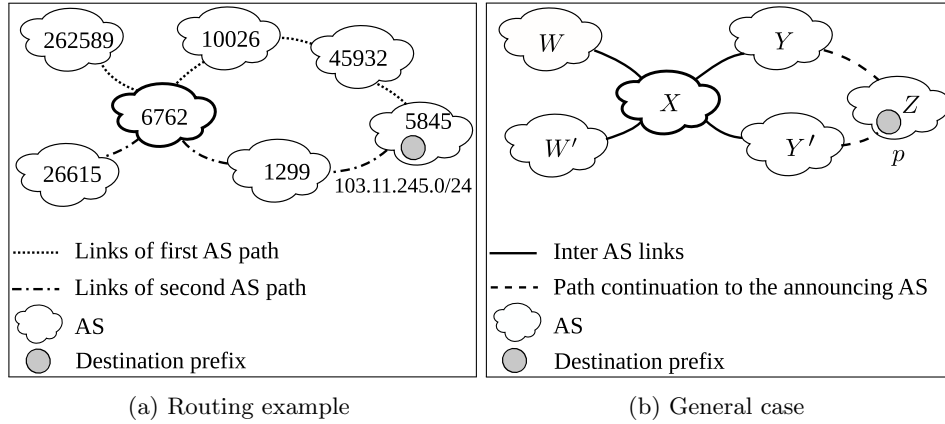 262589
10026
45932
6762
5845
26615
1299
103.11.245.0/24
Links of first AS path
Links of second AS path
AS
Destination prefix
(a) Routing example
W
Y
X
Z
W′
Y′
p
Inter AS links
Path continuation to the announcing AS
AS
Destination prefix
(b) General case